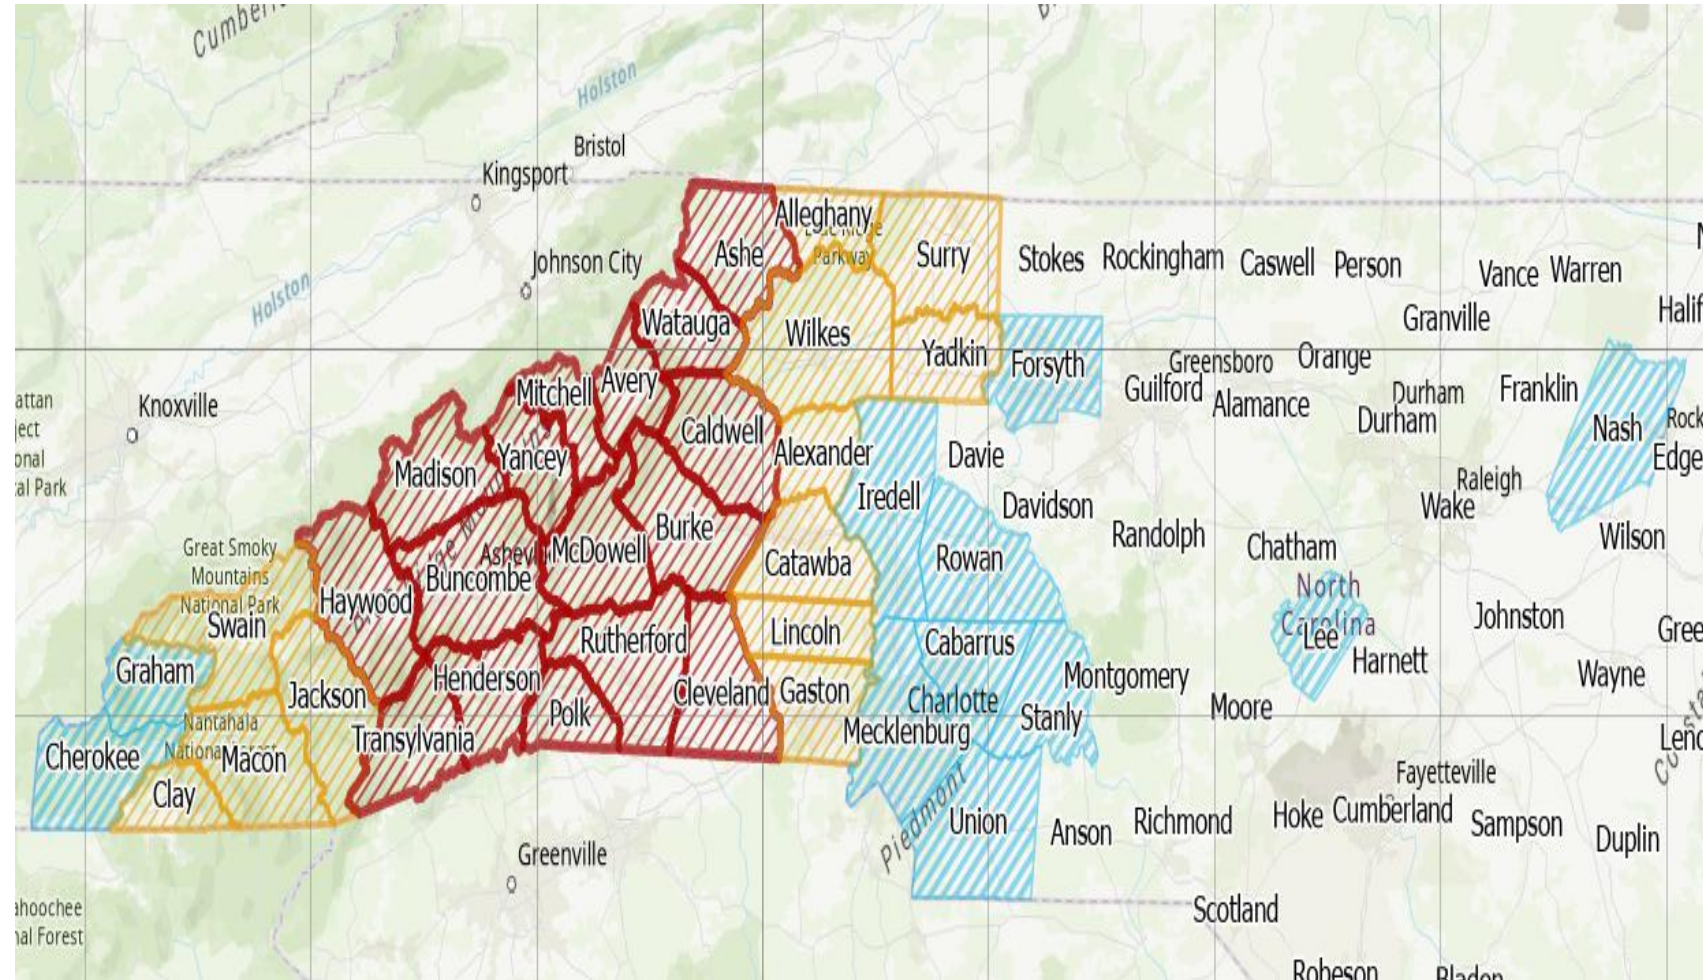 Holston
Bristol
Kingsport
Alleghany
Parkway
Ashe
Surry
Johnson City
Stokes
Rockingham
Caswell
Person
Vance
Warren
Holston
Watauga
Wilkes
Granville
Yadkin
Forsyth
Greensboro
Orange
Mitchell
Avery
Guilford
Alamance
Durham
Durham
Franklin
Knoxville
Caldwell
Nash
Madison
Yancey
Alexander
Davie
Raleigh
Iredell
Davidson
Wake
Burke
Randolph
Wilson
Great Smoky
Mountains
National Park
McDowell
Chatham
Buncombe
Catawba
Rowan
Haywood
North
Carolina
Swain
Rutherford
Lincoln
Cabarrus
Lee
Johnston
Harnett
Graham
Henderson
Jackson
Cleveland
Gaston
Charlotte
Montgomery
Wayne
Polk
Moore
Stanly
Nantahala
Transylvania
Mecklenburg
Cherokee
Macon
Fayetteville
Clay
Piedmont
Union
Anson
Richmond
Hoke
Cumberland
Sampson
Duplin
Greenville
Scotland